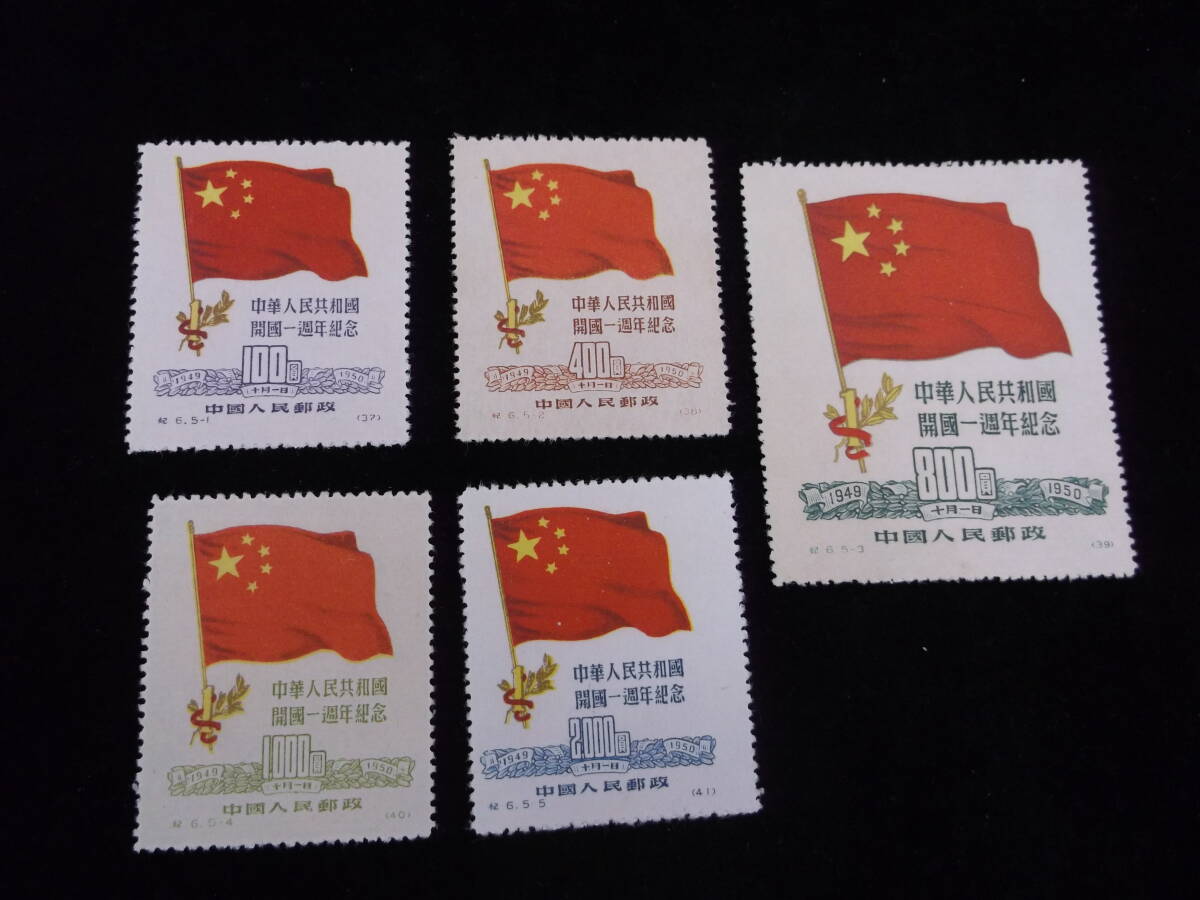 中華人民共和國
開國一週年紀念
1949 100圓 1950
十月一日
中國人民郵政
紀 6.5-1 (37)
中華人民共和國
開國一週年紀念
1949 400圓 1950
十月一日
中國人民郵政
紀 6.5-2 (38)
中華人民共和國
開國一週年紀念
1949 800圓 1950
十月一日
中國人民郵政
紀 6.5-3 (39)
中華人民共和國
開國一週年紀念
1949 1,000圓 1950
十月一日
中國人民郵政
紀 6.5-4 (40)
中華人民共和國
開國一週年紀念
1949 2,000圓 1950
十月一日
中國人民郵政
紀 6.5-5 (41)